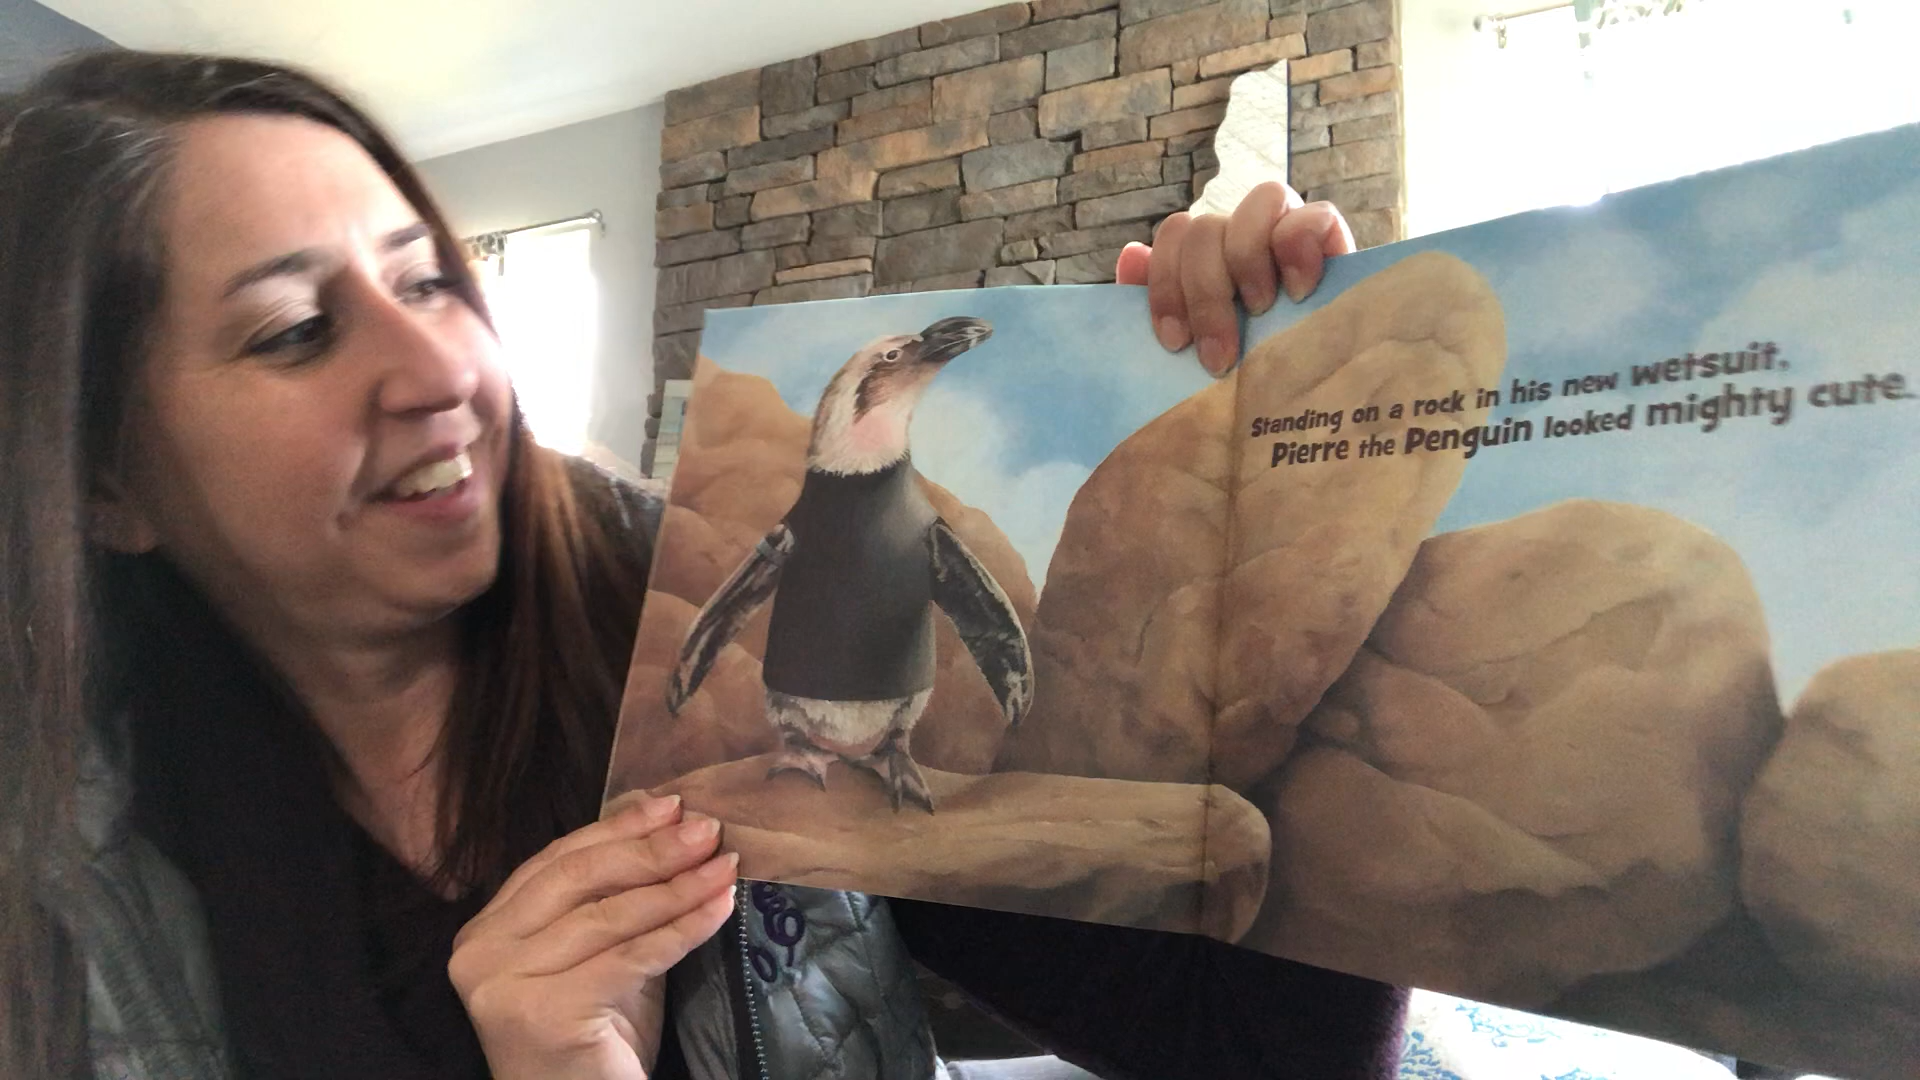 Standing on a rock in his new wetsuit,
Pierre the Penguin looked mighty cute.